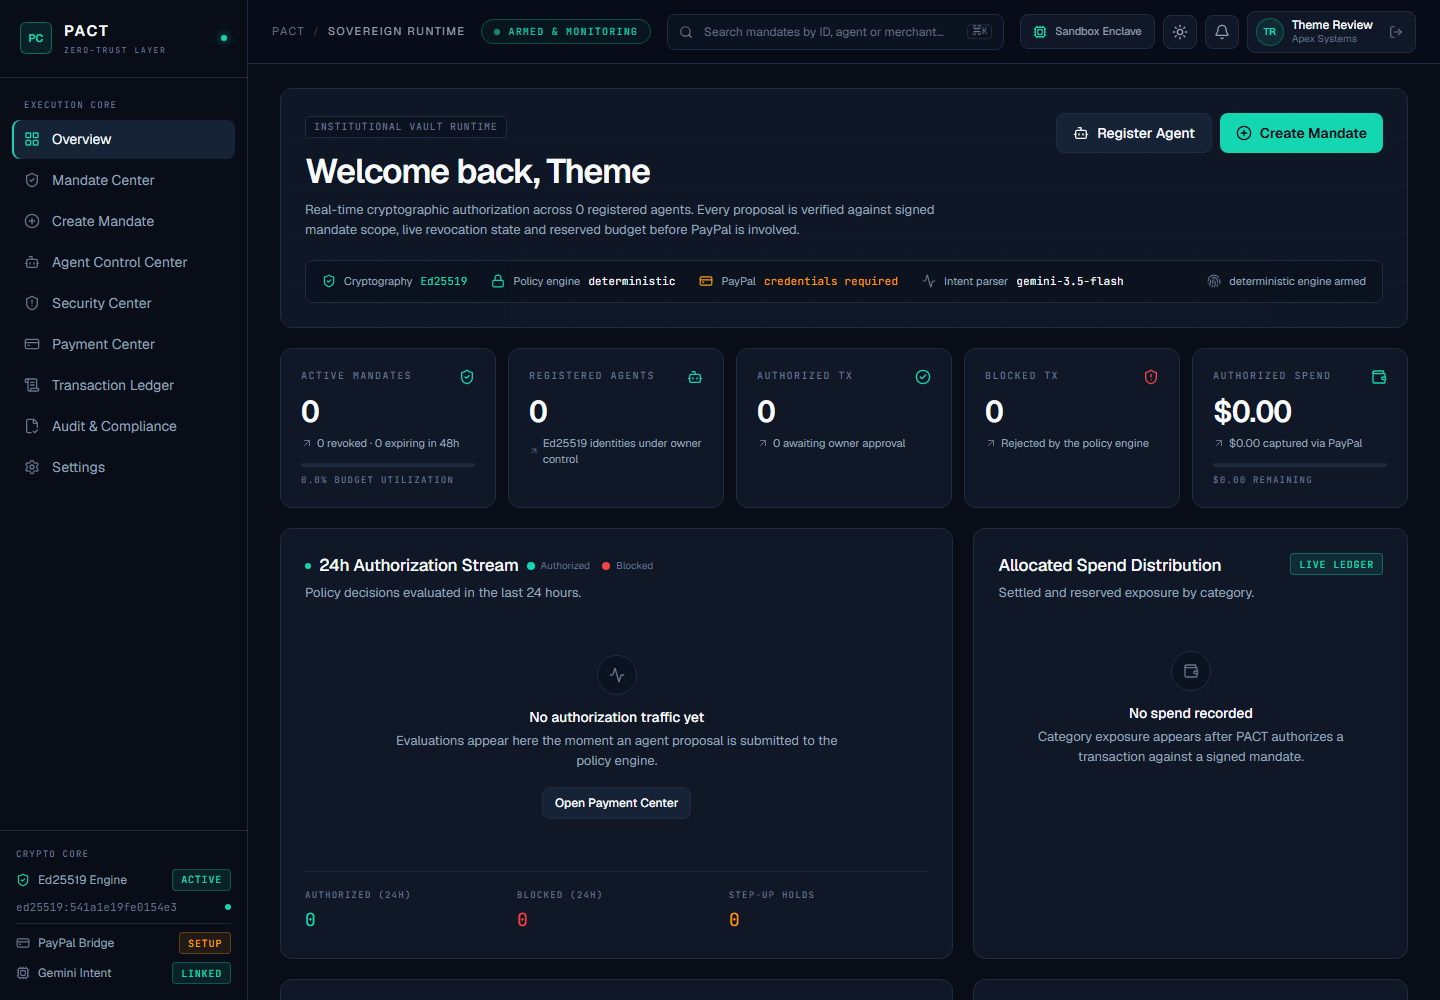 PC
PACT
ZERO-TRUST LAYER
EXECUTION CORE
Overview
Mandate Center
Create Mandate
Agent Control Center
Security Center
Payment Center
Transaction Ledger
Audit & Compliance
Settings
CRYPTO CORE
Ed25519 Engine ACTIVE
ed25519:541a1e19fe0154e3
PayPal Bridge SETUP
Gemini Intent LINKED
PACT / SOVEREIGN RUNTIME
ARMED & MONITORING
Search mandates by ID, agent or merchant… ⌘K
Sandbox Enclave
TR
Theme Review
Apex Systems
INSTITUTIONAL VAULT RUNTIME
Register Agent
Create Mandate
Welcome back, Theme
Real-time cryptographic authorization across 0 registered agents. Every proposal is verified against signed
mandate scope, live revocation state and reserved budget before PayPal is involved.
Cryptography Ed25519
Policy engine deterministic
PayPal credentials required
Intent parser gemini-3.5-flash
deterministic engine armed
ACTIVE MANDATES
0
0 revoked · 0 expiring in 48h
0.0% BUDGET UTILIZATION
REGISTERED AGENTS
0
Ed25519 identities under owner
control
AUTHORIZED TX
0
0 awaiting owner approval
BLOCKED TX
0
Rejected by the policy engine
AUTHORIZED SPEND
$0.00
$0.00 captured via PayPal
$0.00 REMAINING
24h Authorization Stream
Authorized
Blocked
Policy decisions evaluated in the last 24 hours.
No authorization traffic yet
Evaluations appear here the moment an agent proposal is submitted to the
policy engine.
Open Payment Center
AUTHORIZED (24H)
0
BLOCKED (24H)
0
STEP-UP HOLDS
0
Allocated Spend Distribution
LIVE LEDGER
Settled and reserved exposure by category.
No spend recorded
Category exposure appears after PACT authorizes a
transaction against a signed mandate.